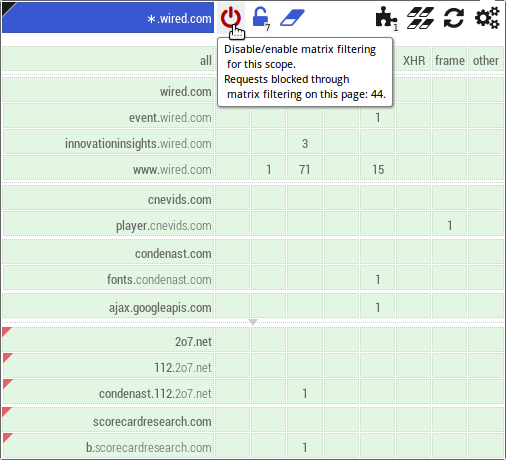 ∗.wired.com 7 1
Disable/enable matrix filtering
for this scope.
Requests blocked through
matrix filtering on this page: 44.
all XHR frame other
wired.com
event.wired.com 1
innovationinsights.wired.com 3
www.wired.com 1 71 15
cnevids.com
player.cnevids.com 1
condenast.com
fonts.condenast.com 1
ajax.googleapis.com 1
2o7.net
112.2o7.net
condenast.112.2o7.net 1
scorecardresearch.com
b.scorecardresearch.com 1